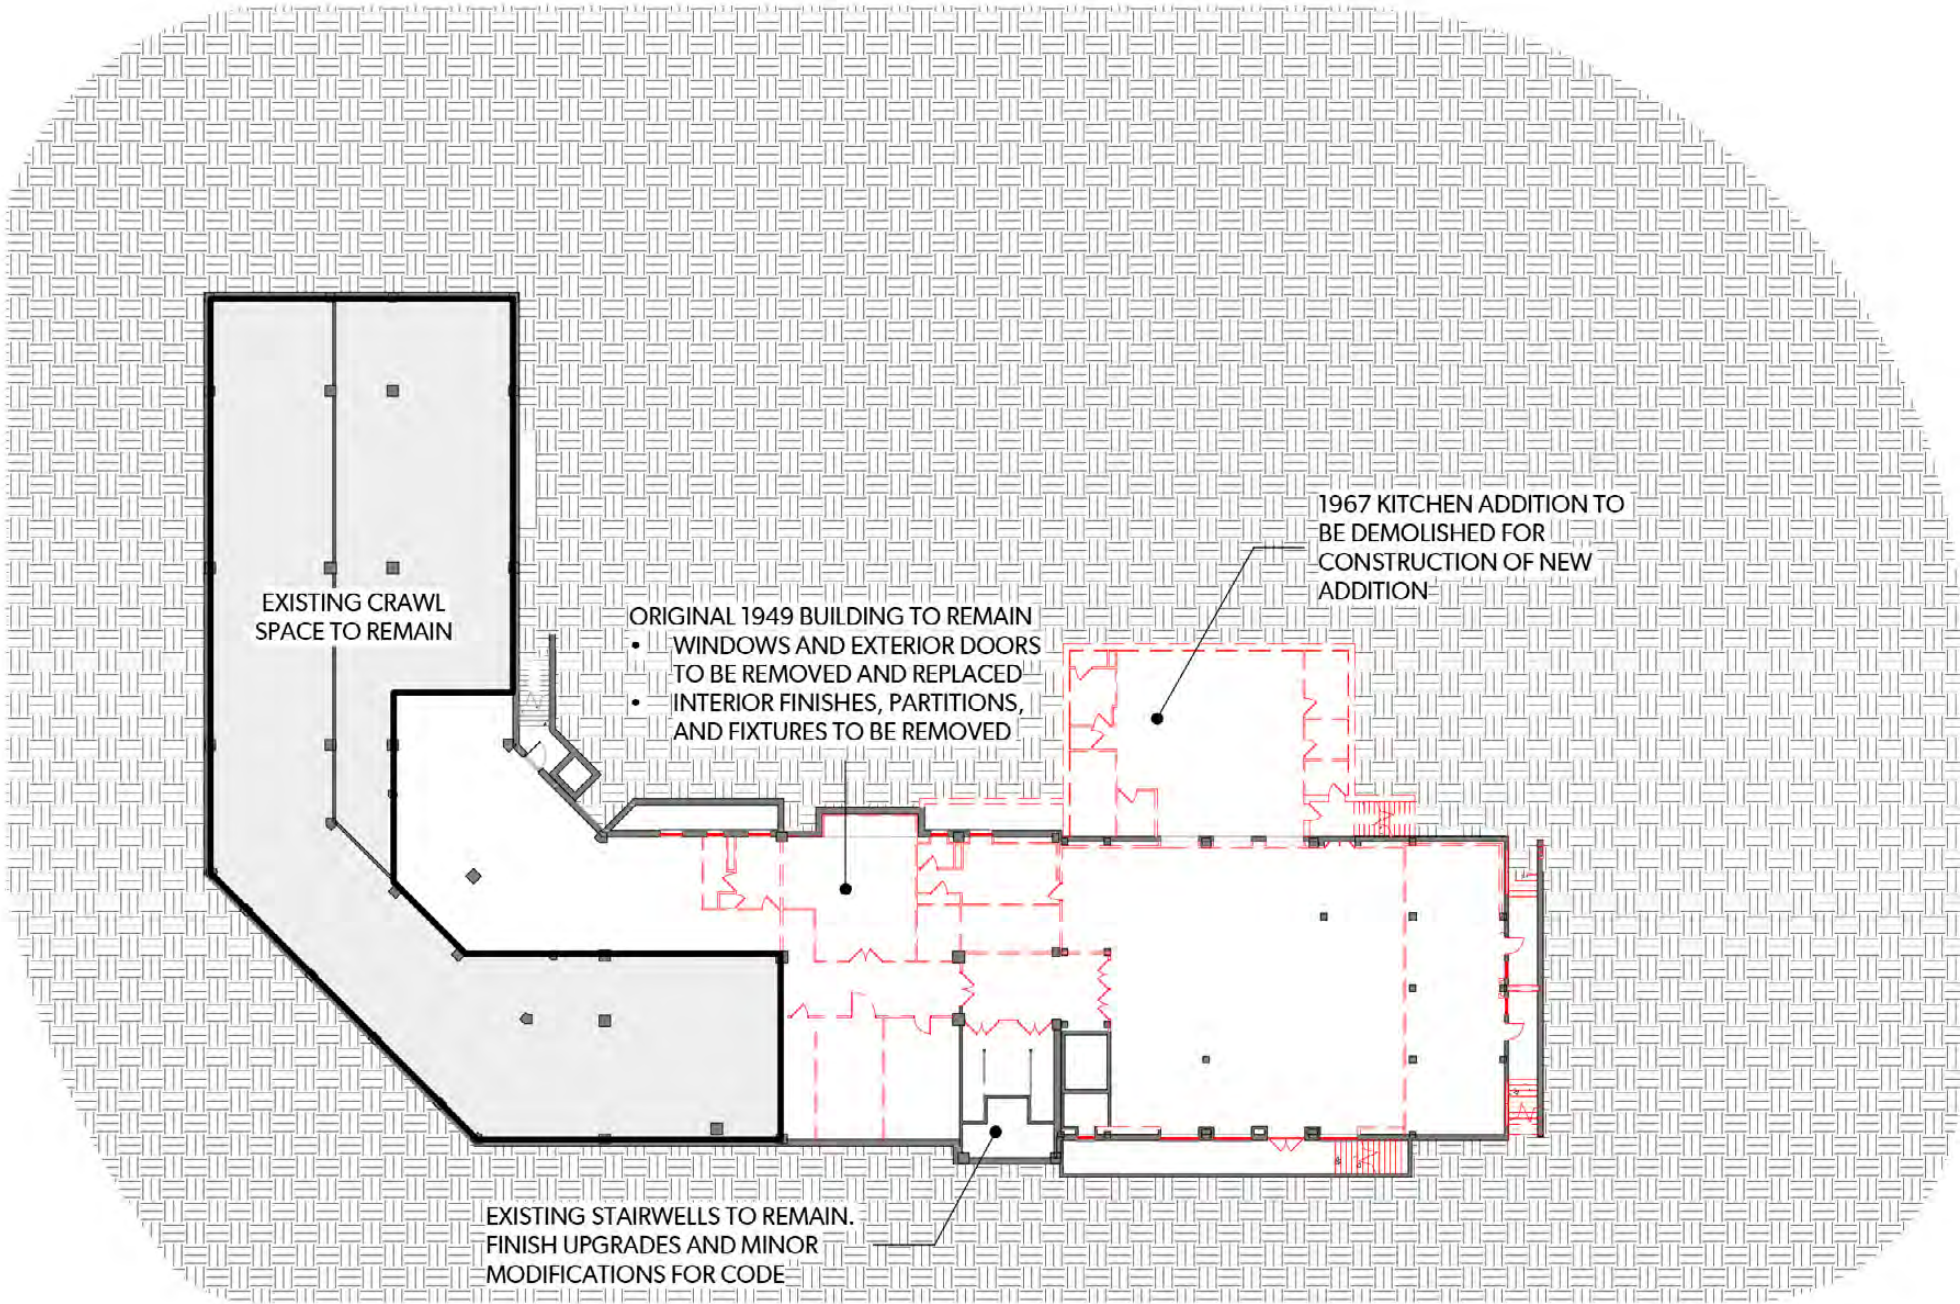 1967 KITCHEN ADDITION TO
BE DEMOLISHED FOR
CONSTRUCTION OF NEW
ADDITION
EXISTING CRAWL
SPACE TO REMAIN
ORIGINAL 1949 BUILDING TO REMAIN
• WINDOWS AND EXTERIOR DOORS
TO BE REMOVED AND REPLACED
• INTERIOR FINISHES, PARTITIONS,
AND FIXTURES TO BE REMOVED
EXISTING STAIRWELLS TO REMAIN.
FINISH UPGRADES AND MINOR
MODIFICATIONS FOR CODE